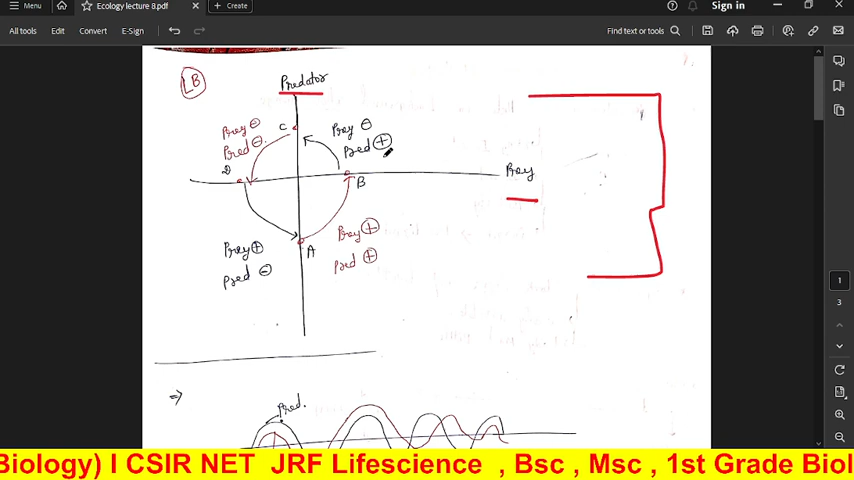 Menu
Ecology lecture 8.pdf
Create
Sign in
All tools
Edit
Convert
E-Sign
Find text or tools
LB
Predator
C
Prey ⊖
Pred ⊖
Prey ⊖
Pred ⊕
D
B
Prey
A
Prey ⊕
Pred ⊕
Prey ⊕
Pred ⊖
1
3
⇒
Pred.
Biology) I CSIR NET JRF Lifescience , Bsc , Msc , 1st Grade Biol